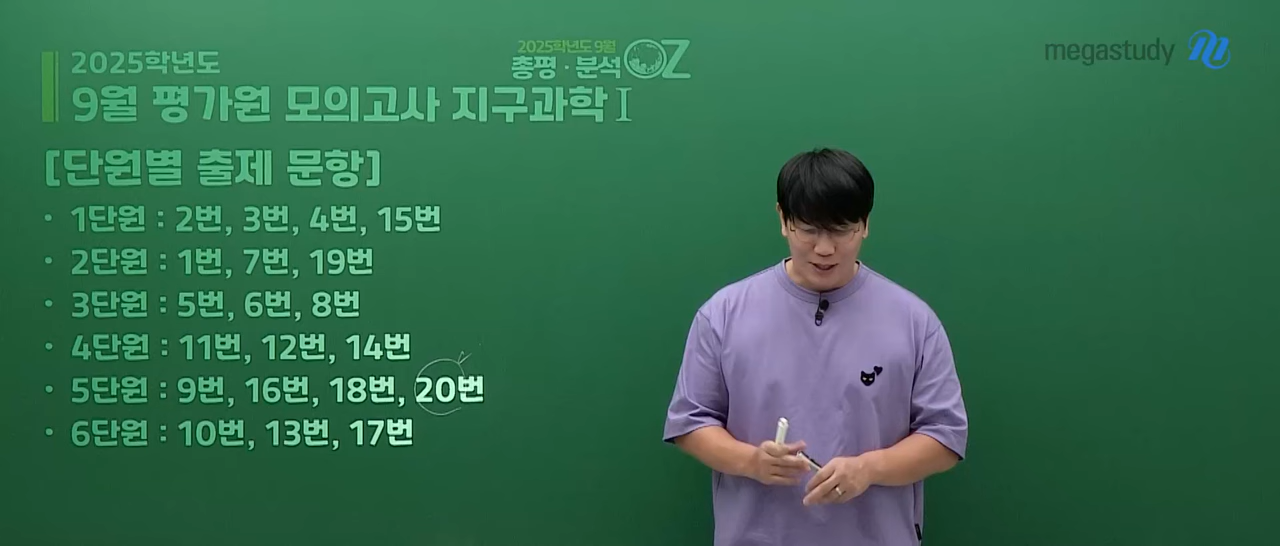 2025학년도
9월 평가원 모의고사 지구과학 I
2025학년도 9월
총평·분석 OZ
megastudy
[단원별 출제 문항]
• 1단원 : 2번, 3번, 4번, 15번
• 2단원 : 1번, 7번, 19번
• 3단원 : 5번, 6번, 8번
• 4단원 : 11번, 12번, 14번
• 5단원 : 9번, 16번, 18번, 20번
• 6단원 : 10번, 13번, 17번